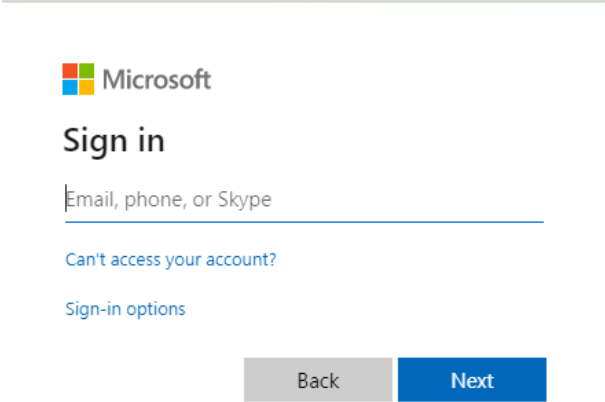 Microsoft
Sign in
Email, phone, or Skype
Can't access your account?
Sign-in options
Back
Next